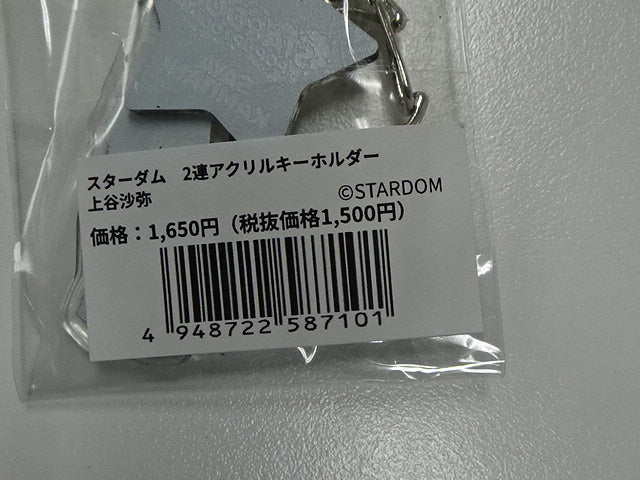 スターダム 2連アクリルキーホルダー
上谷沙弥
©STARDOM
価格：1,650円（税抜価格1,500円）
4 948722 587101